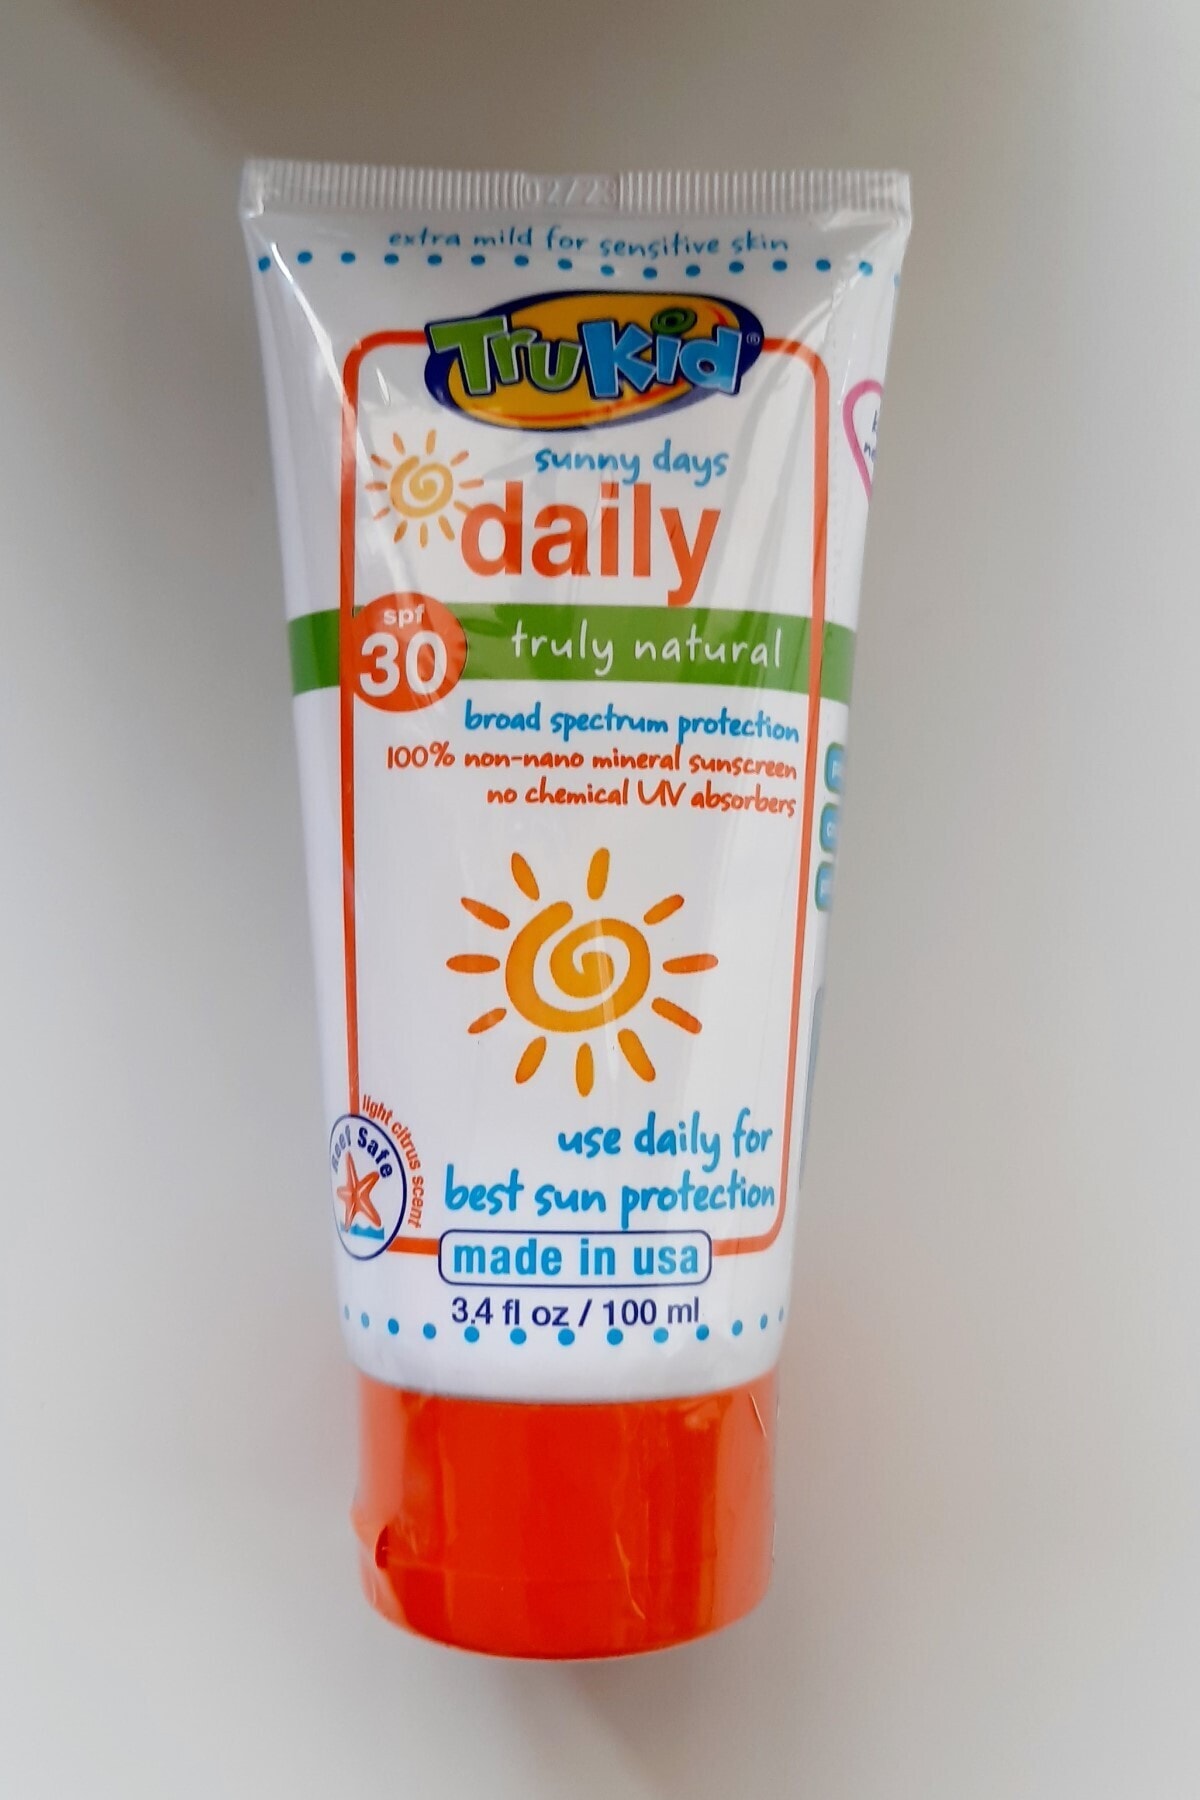 02/23
extra mild for sensitive skin
TruKid®
sunny days
daily
spf
30
truly natural
broad spectrum protection
100% non-nano mineral sunscreen
no chemical UV absorbers
light citrus scent
Reef Safe
use daily for
best sun protection
made in usa
3.4 fl oz / 100 ml